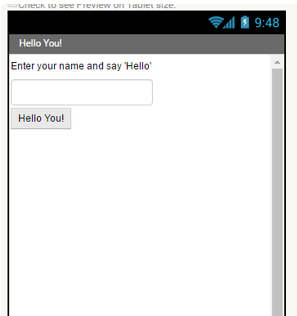 Check to see Preview on Tablet size.
9:48
Hello You!
Enter your name and say 'Hello'
Hello You!